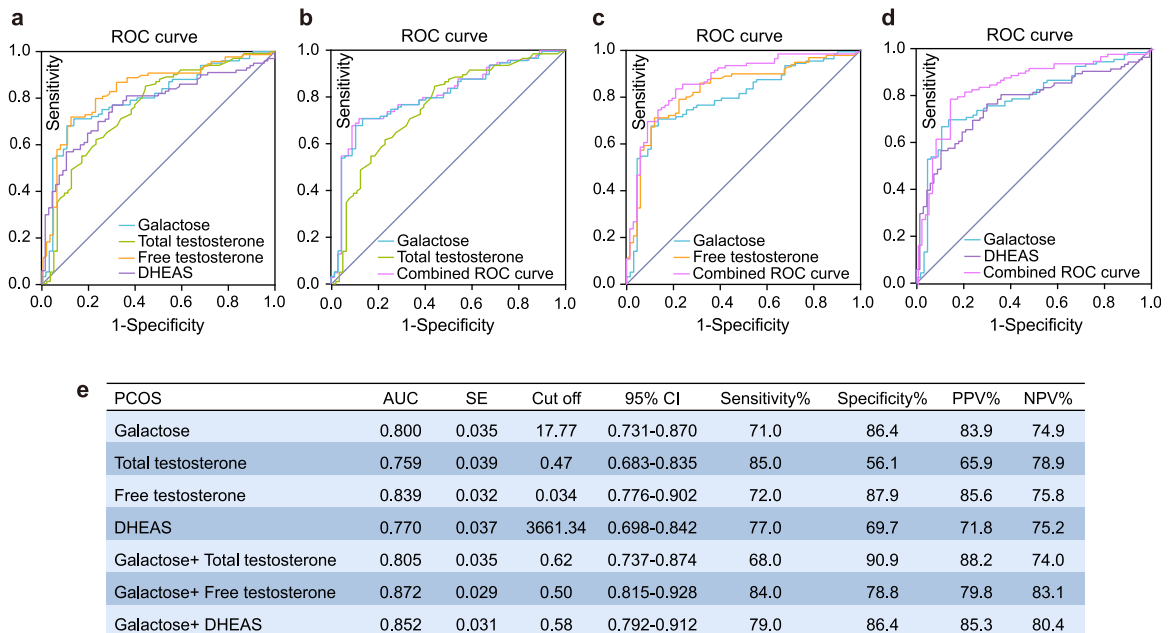 a
ROC curve
1.0
0.8
0.6
0.4
0.2
0.0
Sensitivity
Galactose
Total testosterone
Free testosterone
DHEAS
0.0 0.2 0.4 0.6 0.8 1.0
1-Specificity
b
ROC curve
1.0
0.8
0.6
0.4
0.2
0.0
Sensitivity
Galactose
Total testosterone
Combined ROC curve
0.0 0.2 0.4 0.6 0.8 1.0
1-Specificity
c
ROC curve
1.0
0.8
0.6
0.4
0.2
0.0
Sensitivity
Galactose
Free testosterone
Combined ROC curve
0.0 0.2 0.4 0.6 0.8 1.0
1-Specificity
d
ROC curve
1.0
0.8
0.6
0.4
0.2
0.0
Sensitivity
Galactose
DHEAS
Combined ROC curve
0.0 0.2 0.4 0.6 0.8 1.0
1-Specificity
e
PCOS AUC SE Cut off 95% CI Sensitivity% Specificity% PPV% NPV%
Galactose 0.800 0.035 17.77 0.731-0.870 71.0 86.4 83.9 74.9
Total testosterone 0.759 0.039 0.47 0.683-0.835 85.0 56.1 65.9 78.9
Free testosterone 0.839 0.032 0.034 0.776-0.902 72.0 87.9 85.6 75.8
DHEAS 0.770 0.037 3661.34 0.698-0.842 77.0 69.7 71.8 75.2
Galactose+ Total testosterone 0.805 0.035 0.62 0.737-0.874 68.0 90.9 88.2 74.0
Galactose+ Free testosterone 0.872 0.029 0.50 0.815-0.928 84.0 78.8 79.8 83.1
Galactose+ DHEAS 0.852 0.031 0.58 0.792-0.912 79.0 86.4 85.3 80.4